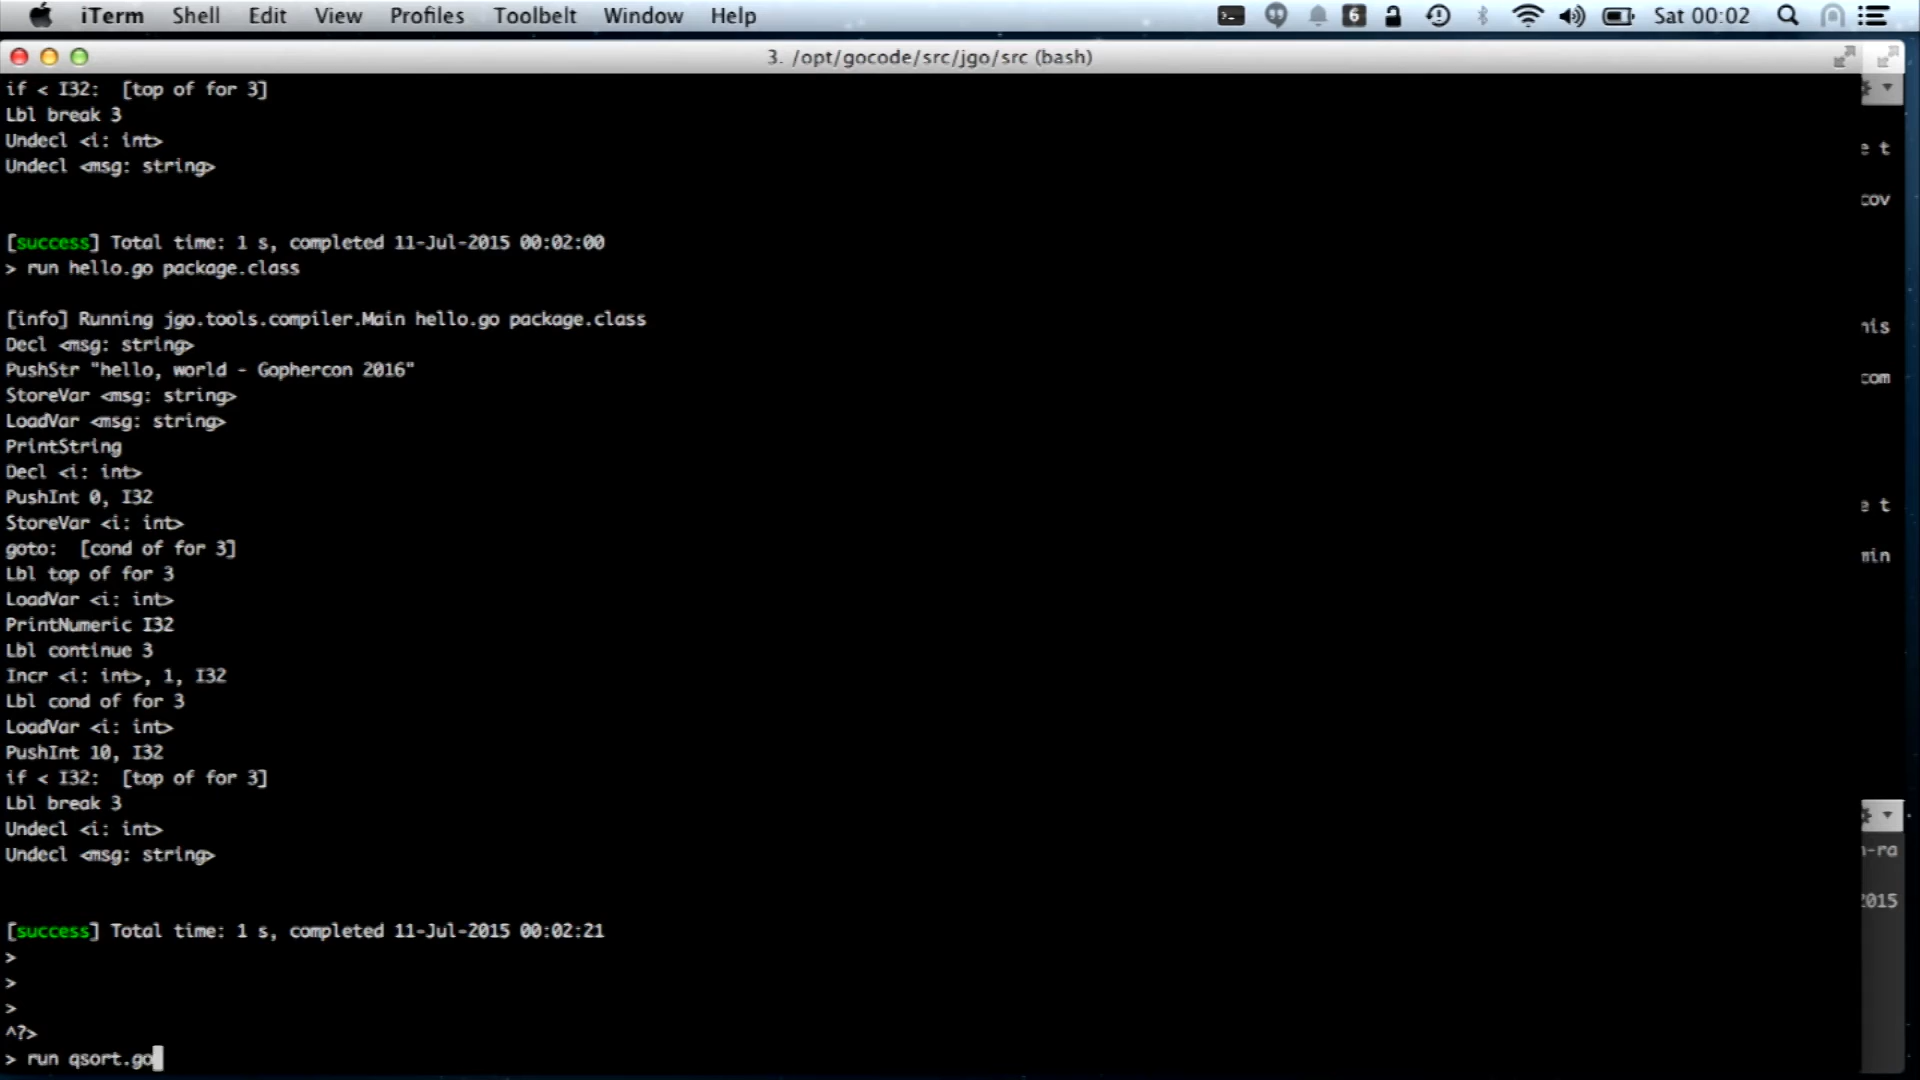 iTerm Shell Edit View Profiles Toolbelt Window Help 6 Sat 00:02
3. /opt/gocode/src/jgo/src (bash)
if < I32:  [top of for 3]
Lbl break 3
Undecl <i: int>
e t
Undecl <msg: string>
cov
[success] Total time: 1 s, completed 11-Jul-2015 00:02:00
> run hello.go package.class
[info] Running jgo.tools.compiler.Main hello.go package.class
his
Decl <msg: string>
PushStr "hello, world - Gophercon 2016"
com
StoreVar <msg: string>
LoadVar <msg: string>
PrintString
Decl <i: int>
PushInt 0, I32
e t
StoreVar <i: int>
goto:  [cond of for 3]
min
Lbl top of for 3
LoadVar <i: int>
PrintNumeric I32
Lbl continue 3
Incr <i: int>, 1, I32
Lbl cond of for 3
LoadVar <i: int>
PushInt 10, I32
if < I32:  [top of for 3]
Lbl break 3
Undecl <i: int>
Undecl <msg: string>
n-ra
2015
[success] Total time: 1 s, completed 11-Jul-2015 00:02:21
>
>
>
^?>
> run qsort.go